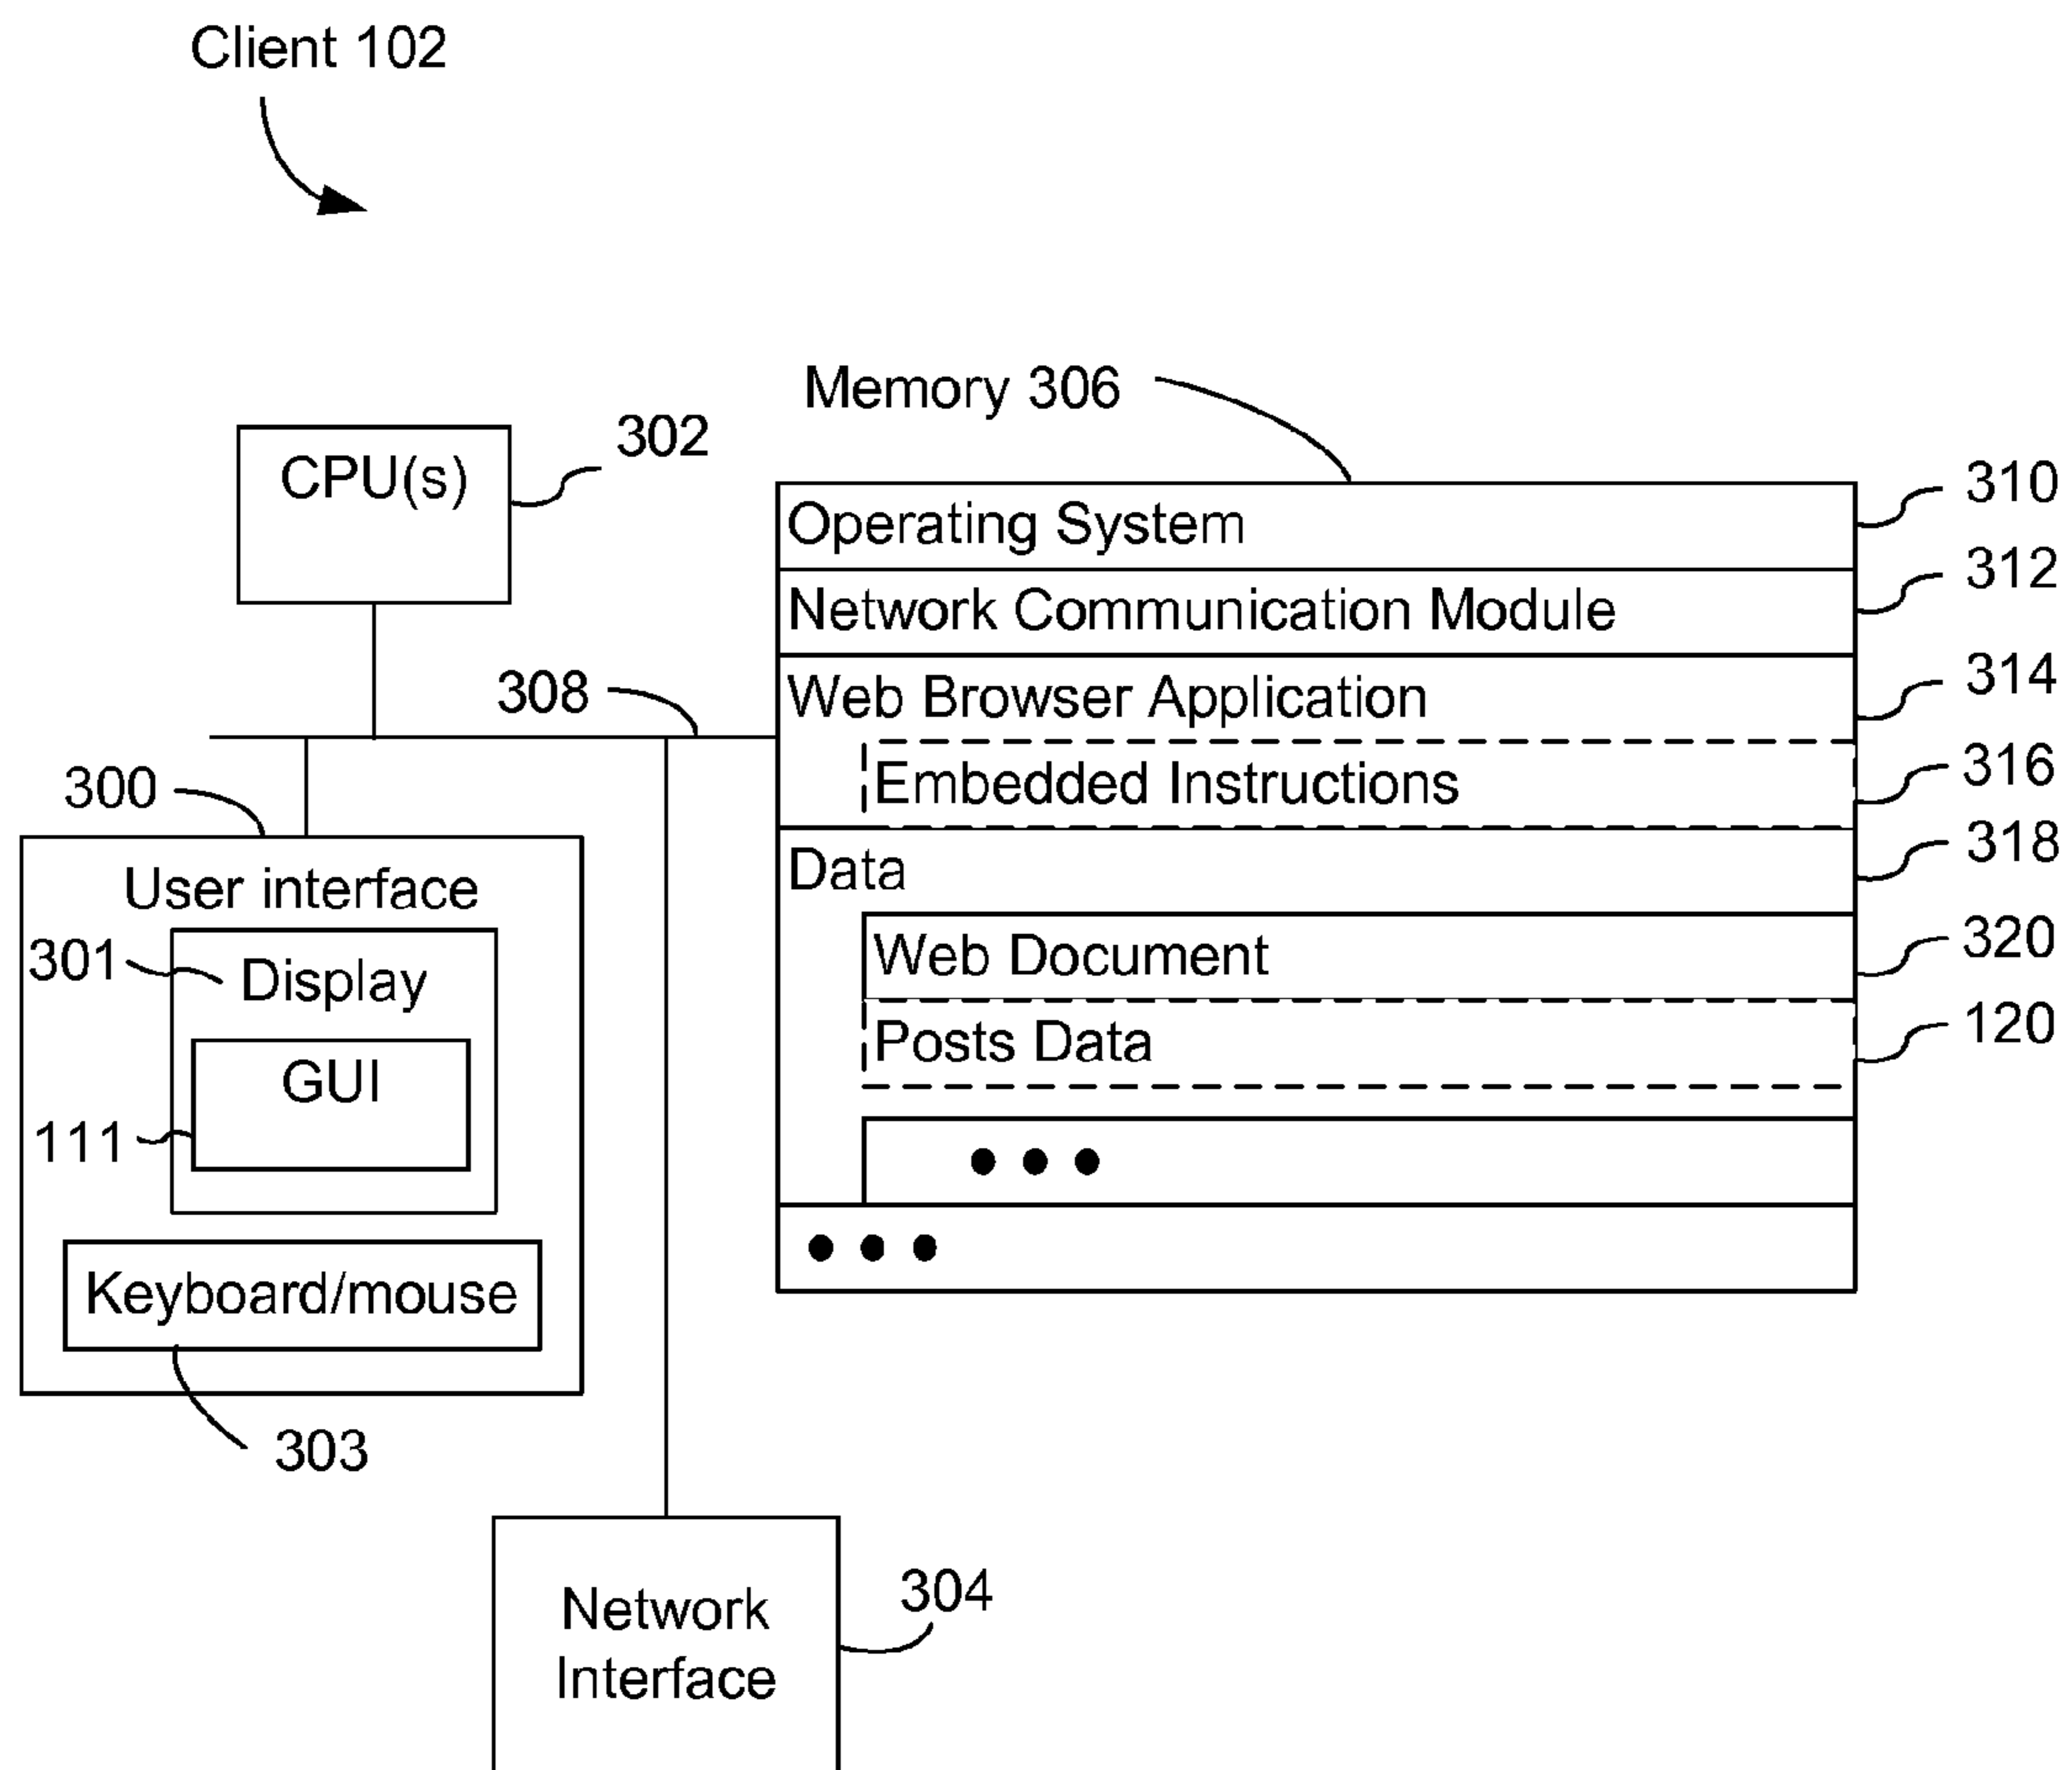 Client 102
Memory 306
CPU(s)
302
Operating System
310
Network Communication Module
312
308
Web Browser Application
314
Embedded Instructions
316
300
User interface
Data
318
301
Display
Web Document
320
GUI
Posts Data
120
111
Keyboard/mouse
303
Network
Interface
304